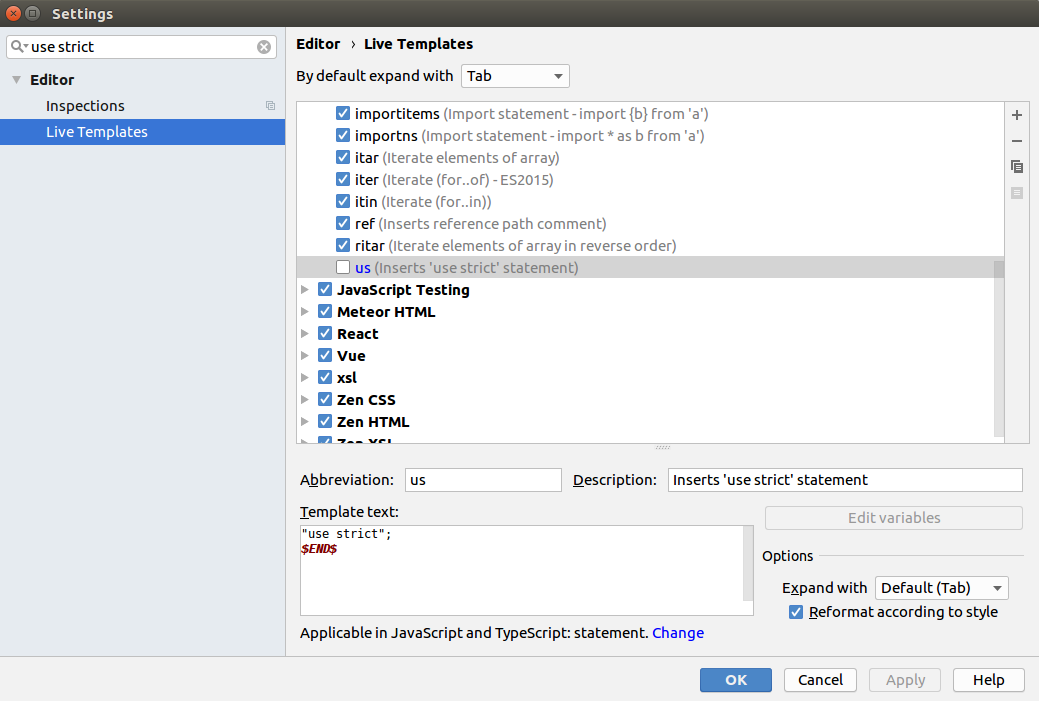 Settings
use strict
Editor
Inspections
Live Templates
Editor › Live Templates
By default expand with Tab
importitems (Import statement - import {b} from 'a')
importns (Import statement - import * as b from 'a')
itar (Iterate elements of array)
iter (Iterate (for..of) - ES2015)
itin (Iterate (for..in))
ref (Inserts reference path comment)
ritar (Iterate elements of array in reverse order)
us (Inserts 'use strict' statement)
JavaScript Testing
Meteor HTML
React
Vue
xsl
Zen CSS
Zen HTML
Zen XSL
Abbreviation: us Description: Inserts 'use strict' statement
Template text:
"use strict";
$END$
Edit variables
Options
Expand with Default (Tab)
Reformat according to style
Applicable in JavaScript and TypeScript: statement. Change
OK Cancel Apply Help